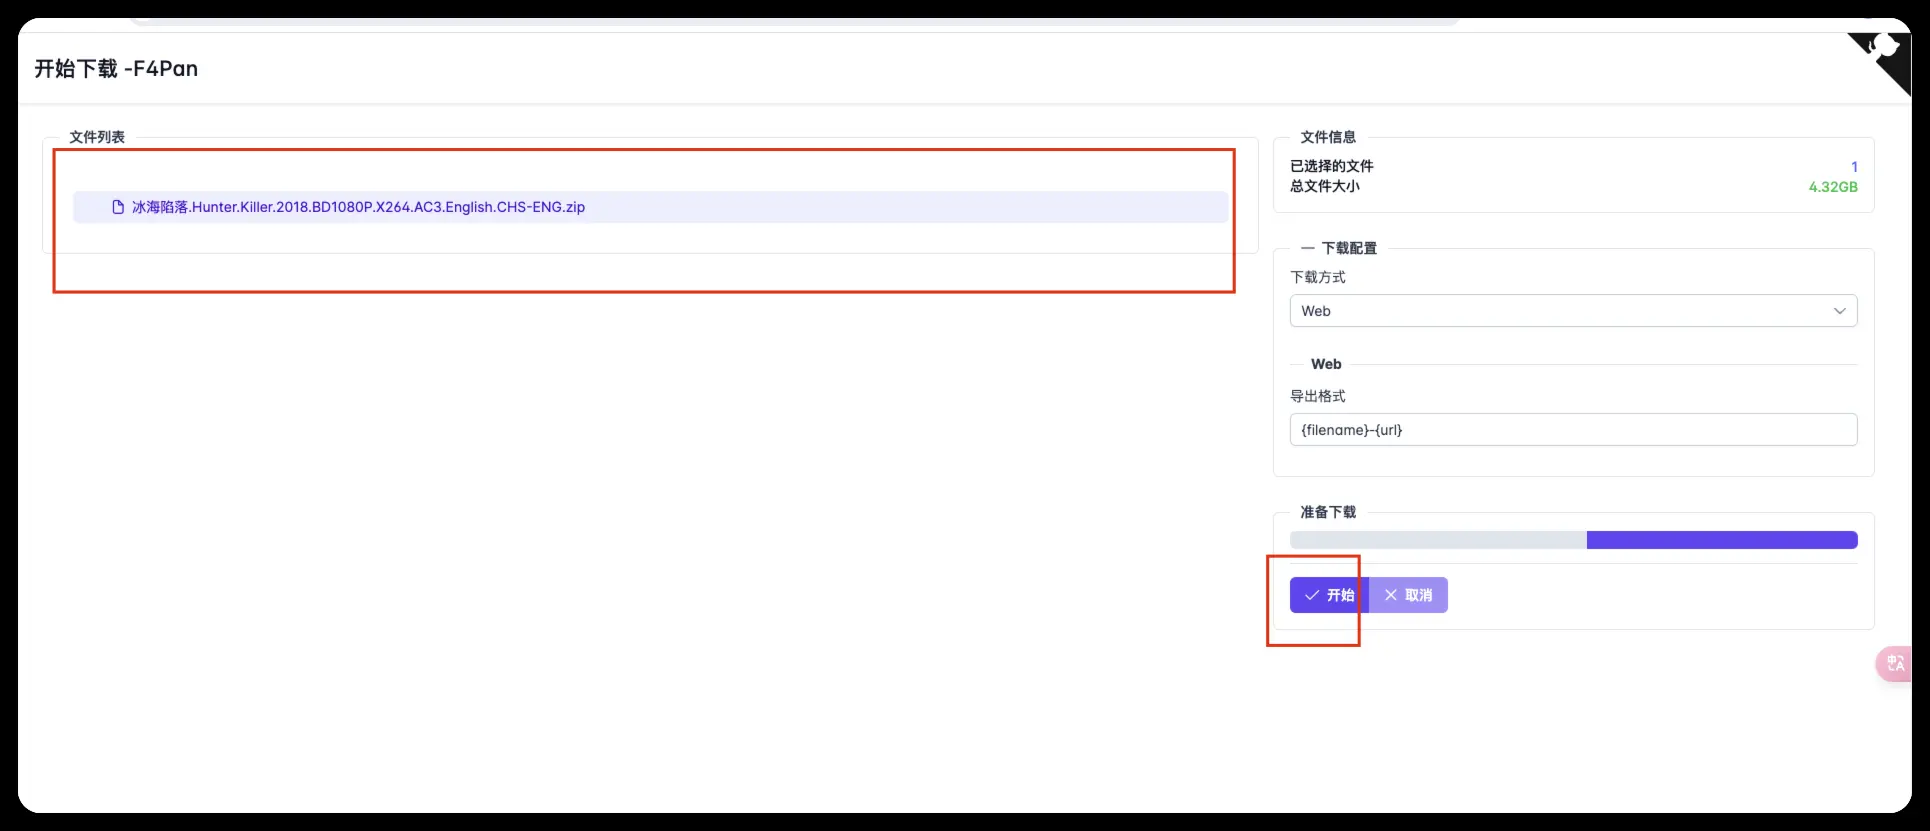 开始下载 -F4Pan
文件列表
冰海陷落.Hunter.Killer.2018.BD1080P.X264.AC3.English.CHS-ENG.zip
文件信息
已选择的文件 1
总文件大小 4.32GB
— 下载配置
下载方式
Web
Web
导出格式
{filename}-{url}
准备下载
开始 取消
中A